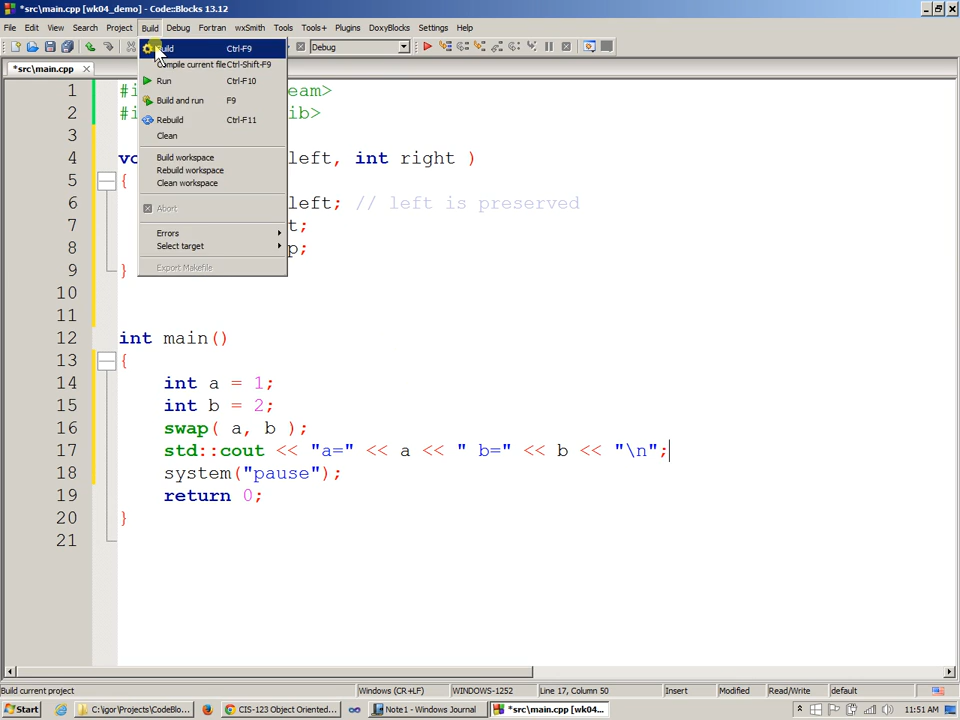 *src\main.cpp [wk04_demo] - Code::Blocks 13.12
File Edit View Search Project Build Debug Fortran wxSmith Tools Tools+ Plugins DoxyBlocks Settings Help
Debug
*src\main.cpp
Build Ctrl-F9
Compile current file Ctrl-Shift-F9
Run Ctrl-F10
Build and run F9
Rebuild Ctrl-F11
Clean
Build workspace
Rebuild workspace
Clean workspace
Abort
Errors
Select target
Export Makefile
1 #i eam>
2 #i ib>
3
4 vo left, int right )
5 {
6 left; // left is preserved
7 t;
8 p;
9 }
10
11
12 int main()
13 {
14 int a = 1;
15 int b = 2;
16 swap( a, b );
17 std::cout << "a=" << a << " b=" << b << "\n";
18 system("pause");
19 return 0;
20 }
21
Build current project Windows (CR+LF) WINDOWS-1252 Line 17, Column 50 Insert Modified Read/Write default
Start C:\igor\Projects\CodeBlo... CIS-123 Object Oriented... Note1 - Windows Journal *src\main.cpp [wk04... 11:51 AM